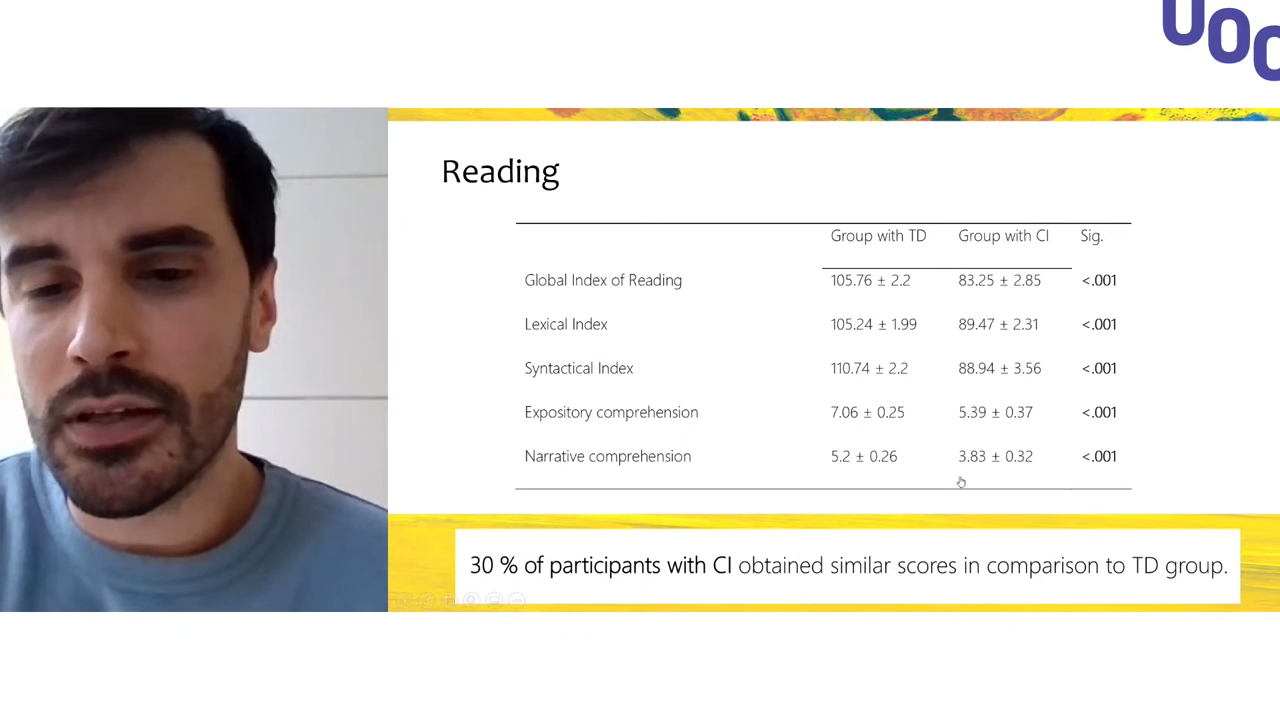 UOC
Reading
Group with TD Group with CI Sig.
Global Index of Reading 105.76 ± 2.2 83.25 ± 2.85 <.001
Lexical Index 105.24 ± 1.99 89.47 ± 2.31 <.001
Syntactical Index 110.74 ± 2.2 88.94 ± 3.56 <.001
Expository comprehension 7.06 ± 0.25 5.39 ± 0.37 <.001
Narrative comprehension 5.2 ± 0.26 3.83 ± 0.32 <.001
30 % of participants with CI obtained similar scores in comparison to TD group.